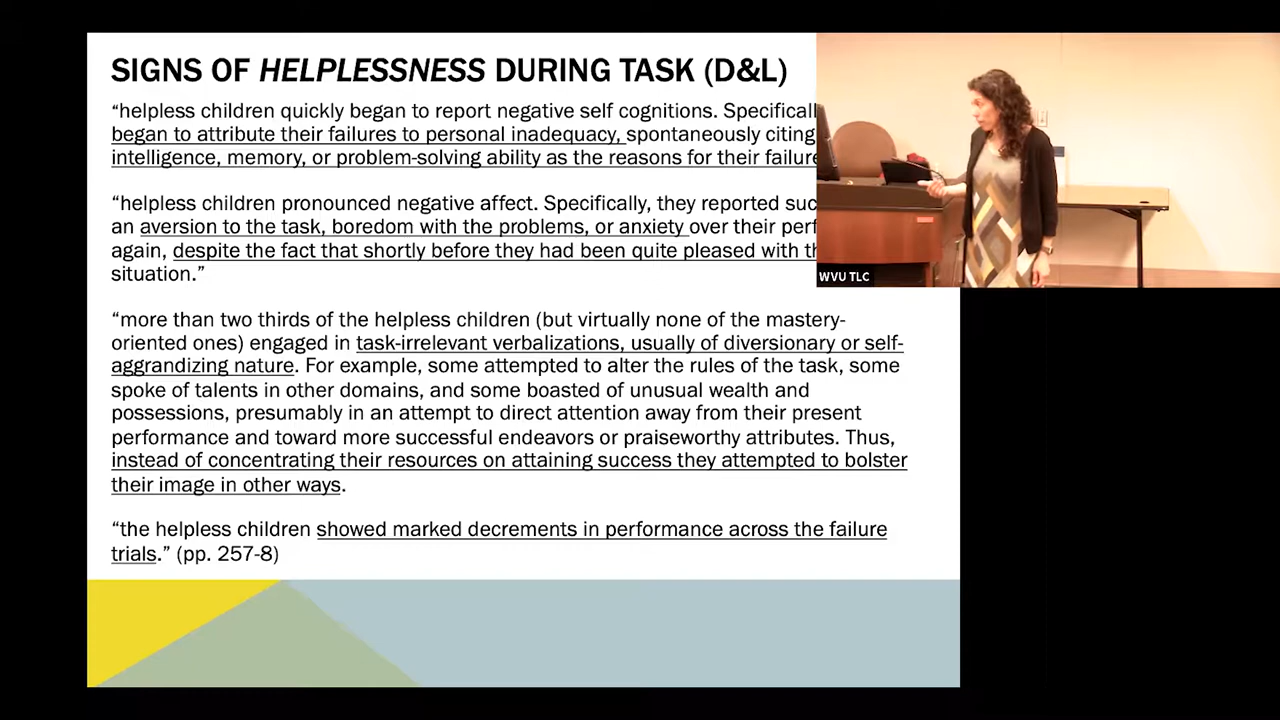 SIGNS OF HELPLESSNESS DURING TASK (D&L)
“helpless children quickly began to report negative self cognitions.
began to attribute their failures to personal inadequacy, spontaneously citing
intelligence, memory, or problem-solving ability as the reasons for their
“helpless children pronounced negative affect. Specifically, they reported
an aversion to the task, boredom with the problems, or anxiety over their
again, despite the fact that shortly before they had been quite pleased with
situation.”
“more than two thirds of the helpless children (but virtually none of the mastery-
oriented ones) engaged in task-irrelevant verbalizations, usually of diversionary or self-
aggrandizing nature. For example, some attempted to alter the rules of the task, some
spoke of talents in other domains, and some boasted of unusual wealth and
possessions, presumably in an attempt to direct attention away from their present
performance and toward more successful endeavors or praiseworthy attributes. Thus,
instead of concentrating their resources on attaining success they attempted to bolster
their image in other ways.
“the helpless children showed marked decrements in performance across the failure
trials.” (pp. 257-8)
WVU TLC